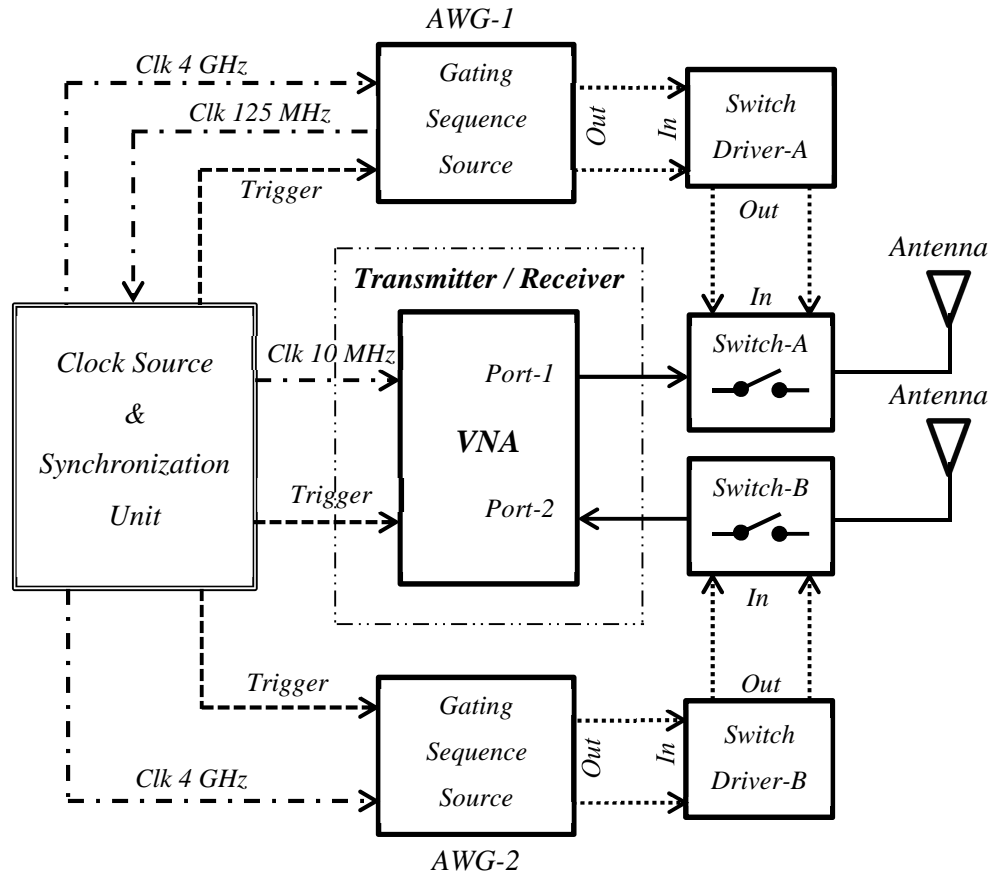 AWG-1
Clk 4 GHz
Clk 125 MHz
Trigger
Gating
Sequence
Source
Out
In
Switch
Driver-A
Out
In
Antenna
Switch-A
Transmitter / Receiver
Clock Source
&
Synchronization
Unit
Clk 10 MHz
Trigger
Port-1
VNA
Port-2
Antenna
Switch-B
In
Out
Trigger
Clk 4 GHz
Gating
Sequence
Source
Out
In
Switch
Driver-B
AWG-2